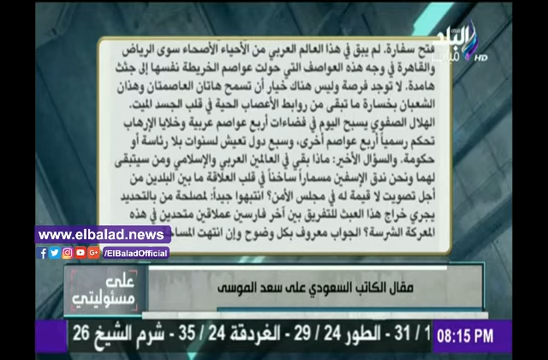 البلد
HD
فتح سفارة. لم يبق في هذا العالم العربي من الأحياء الأصحاء سوى الرياض
والقاهرة في وجه هذه العواصف التي حولت عواصم الخريطة نفسها إلى جثث
هامدة. لا توجد فرصة وليس هناك خيار أن تسمح هاتان العاصمتان وهذان
الشعبان بخسارة ما تبقى من روابط الأعصاب الحية في قلب الجسد الميت.
الهلال الصفوي يسبح اليوم في فضاءات أربع عواصم عربية وخلايا الإرهاب
تحكم رسمياً أربع عواصم أخرى، وسبع دول تعيش لسنوات بلا رئاسة أو
حكومة. والسؤال الأخير: ماذا بقي في العالمين العربي والإسلامي ومن سيتبقى
لهما ونحن ندق الإسفين مسماراً ساخناً في قلب العلاقة ما بين البلدين من
أجل تصويت لا قيمة له في مجلس الأمن؟ انتبهوا جيداً: لمصلحة من بالتحديد
يجري خراج هذا العبث للتفريق بين آخر فارسين عملاقين متحدين في هذه
المعركة الشرسة؟ الجواب معروف بكل وضوح وإن انتهت
www.elbalad.news
/ElBaladOfficial
على
مسئوليتي
مقال الكاتب السعودي على سعد الموسى
31 / 1 - الطور 24 / 29 - الغردقة 24 / 35 - شرم الشيخ 26
08:15 PM